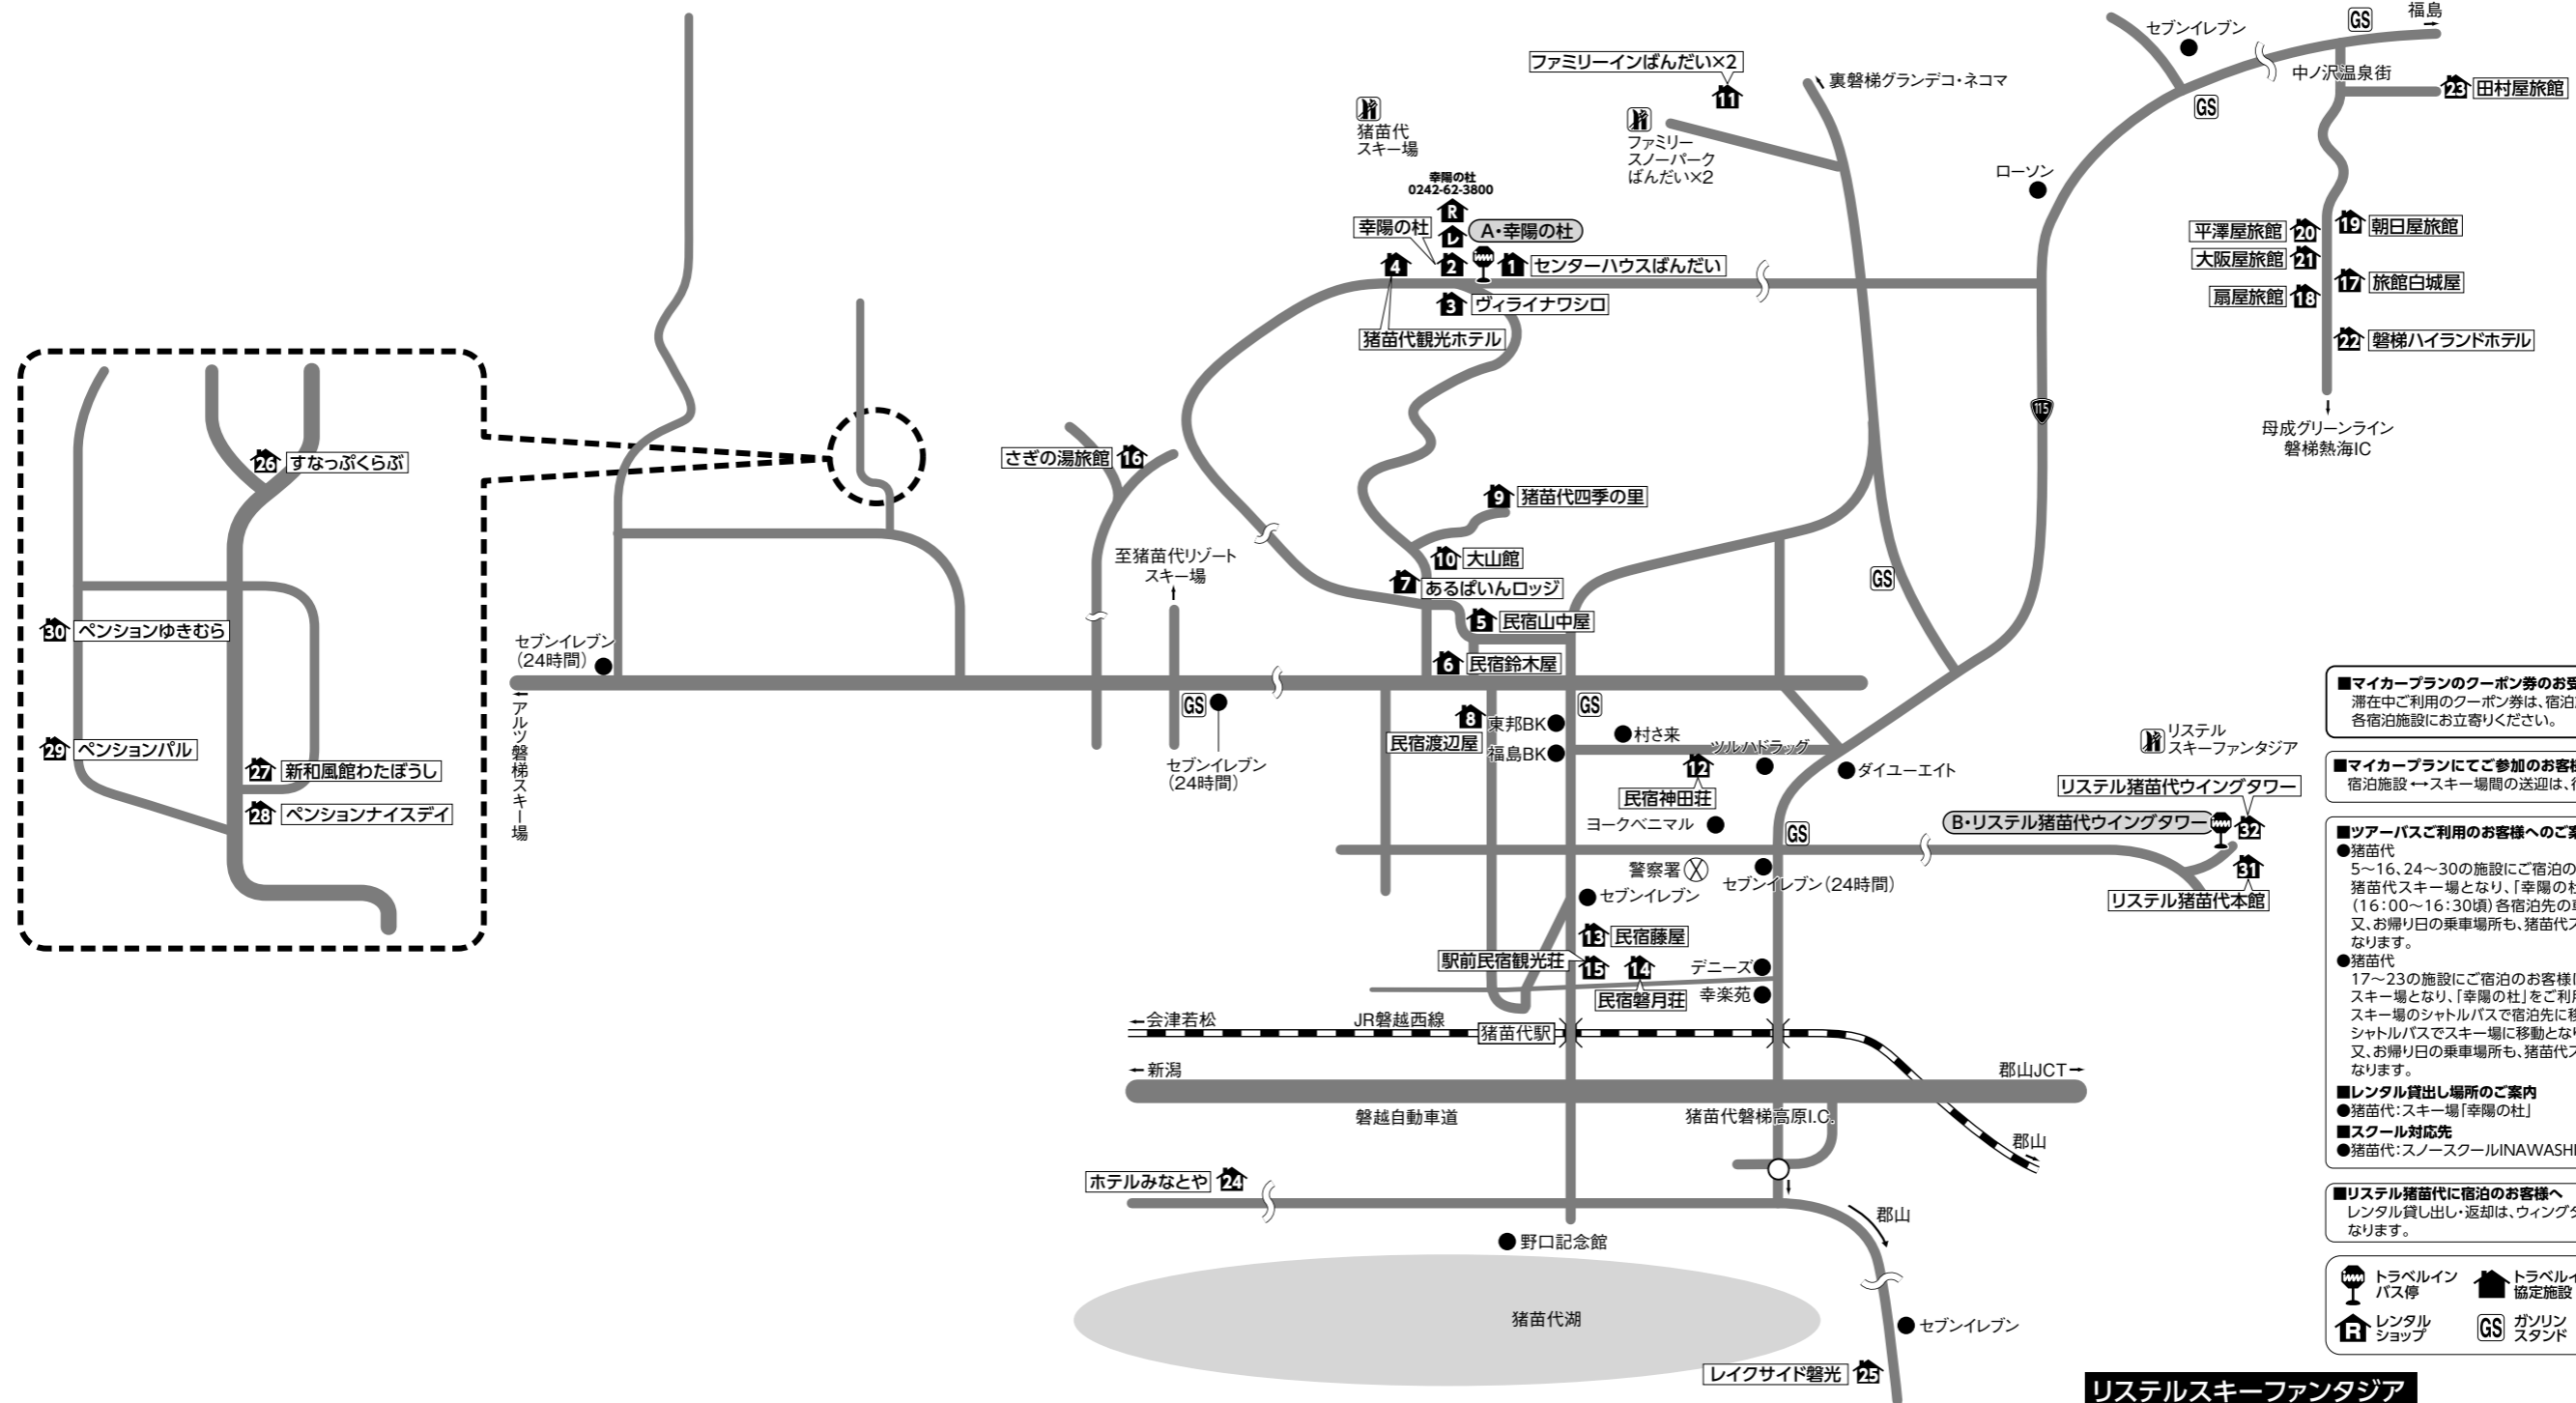 GS
福島
セブンイレブン
中ノ沢温泉街
23 田村屋旅館
GS
ファミリーインばんだい×2
11
裏磐梯グランデコ・ネコマ
猪苗代
スキー場
ファミリー
スノーパーク
ばんだい×2
ローソン
幸陽の杜
0242-62-3800
R
レ
A・幸陽の杜
幸陽の杜
4
2
1 センターハウスばんだい
3 ヴィライナワシロ
猪苗代観光ホテル
平澤屋旅館 20
19 朝日屋旅館
大阪屋旅館 21
17 旅館白城屋
扇屋旅館 18
22 磐梯ハイランドホテル
115
母成グリーンライン
磐梯熱海IC
26 すなっぷくらぶ
30 ペンションゆきむら
29 ペンションパル
27 新和風館わたぼうし
28 ペンションナイスデイ
さぎの湯旅館 16
9 猪苗代四季の里
至猪苗代リゾート
スキー場
10 大山館
7 あるぱいんロッジ
GS
5 民宿山中屋
6 民宿鈴木屋
セブンイレブン
(24時間)
アルツ磐梯スキー場
GS
セブンイレブン
(24時間)
8
民宿渡辺屋
東邦BK
福島BK
GS
村さ来
ツルハドラッグ
12
民宿神田荘
ダイユーエイト
ヨークベニマル
GS
リステル
スキーファンタジア
リステル猪苗代ウイングタワー
B・リステル猪苗代ウイングタワー
32
31
リステル猪苗代本館
警察署
セブンイレブン(24時間)
セブンイレブン
13 民宿藤屋
駅前民宿観光荘
15
14
民宿磐月荘
デニーズ
幸楽苑
会津若松
JR磐越西線
猪苗代駅
新潟
郡山JCT
磐越自動車道
猪苗代磐梯高原I.C.
郡山
ホテルみなとや 24
郡山
野口記念館
猪苗代湖
セブンイレブン
レイクサイド磐光 25
■マイカープランのクーポン券のお受
滞在中ご利用のクーポン券は、宿泊
各宿泊施設にお立寄りください。
■マイカープランにてご参加のお客様
宿泊施設⟷スキー場間の送迎は、
■ツアーバスご利用のお客様へのご案
●猪苗代
5〜16、24〜30の施設にご宿泊の
猪苗代スキー場となり、「幸陽の杜
(16:00〜16:30頃)各宿泊先の
又、お帰り日の乗車場所も、猪苗代ス
なります。
●猪苗代
17〜23の施設にご宿泊のお客様
スキー場となり、「幸陽の杜」をご利
スキー場のシャトルバスで宿泊先に移
シャトルバスでスキー場に移動とな
又、お帰り日の乗車場所も、猪苗代ス
なります。
■レンタル貸出し場所のご案内
●猪苗代:スキー場「幸陽の杜」
■スクール対応先
●猪苗代:スノースクールINAWASHI
■リステル猪苗代に宿泊のお客様へ
レンタル貸し出し・返却は、ウィングタ
なります。
トラベルイン
バス停
トラベルイ
協定施設
R レンタル
ショップ
GS ガソリン
スタンド
リステルスキーファンタジア